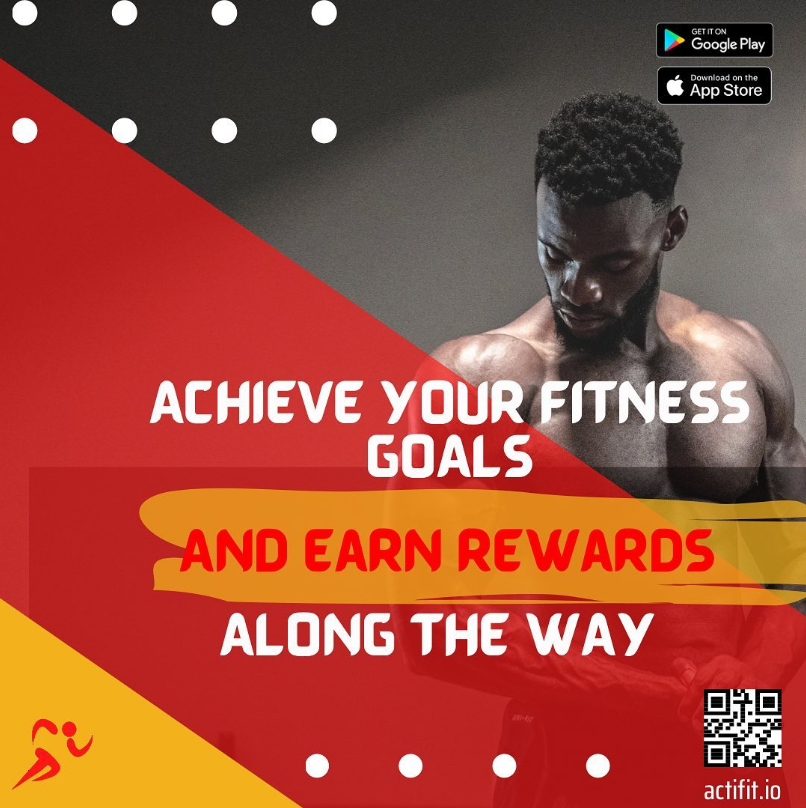 GET IT ON
Google Play
Download on the
App Store
ACHIEVE YOUR FITNESS
GOALS
AND EARN REWARDS
ALONG THE WAY
actifit.io